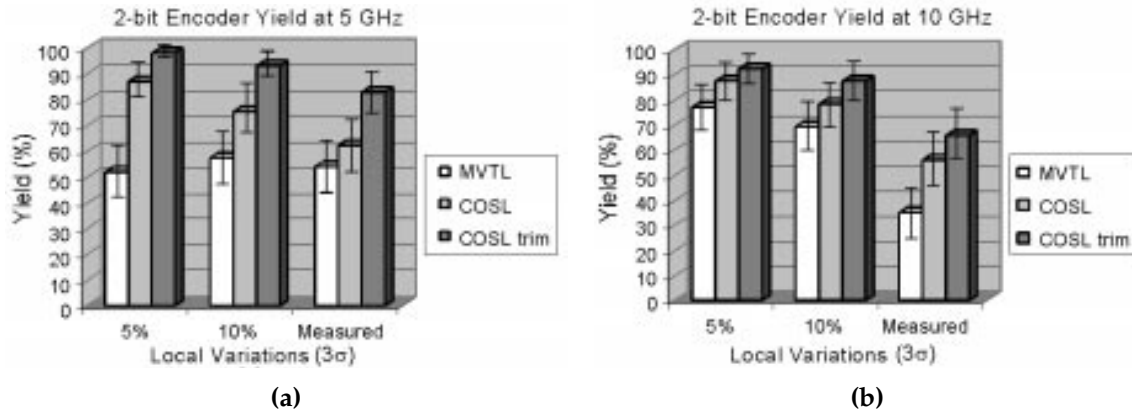 2-bit Encoder Yield at 5 GHz
Yield (%)
100
90
80
70
60
50
40
30
20
10
0
5% 10% Measured
Local Variations (3σ)
MVTL
COSL
COSL trim
(a)
2-bit Encoder Yield at 10 GHz
Yield (%)
100
90
80
70
60
50
40
30
20
10
0
5% 10% Measured
Local Variations (3σ)
MVTL
COSL
COSL trim
(b)